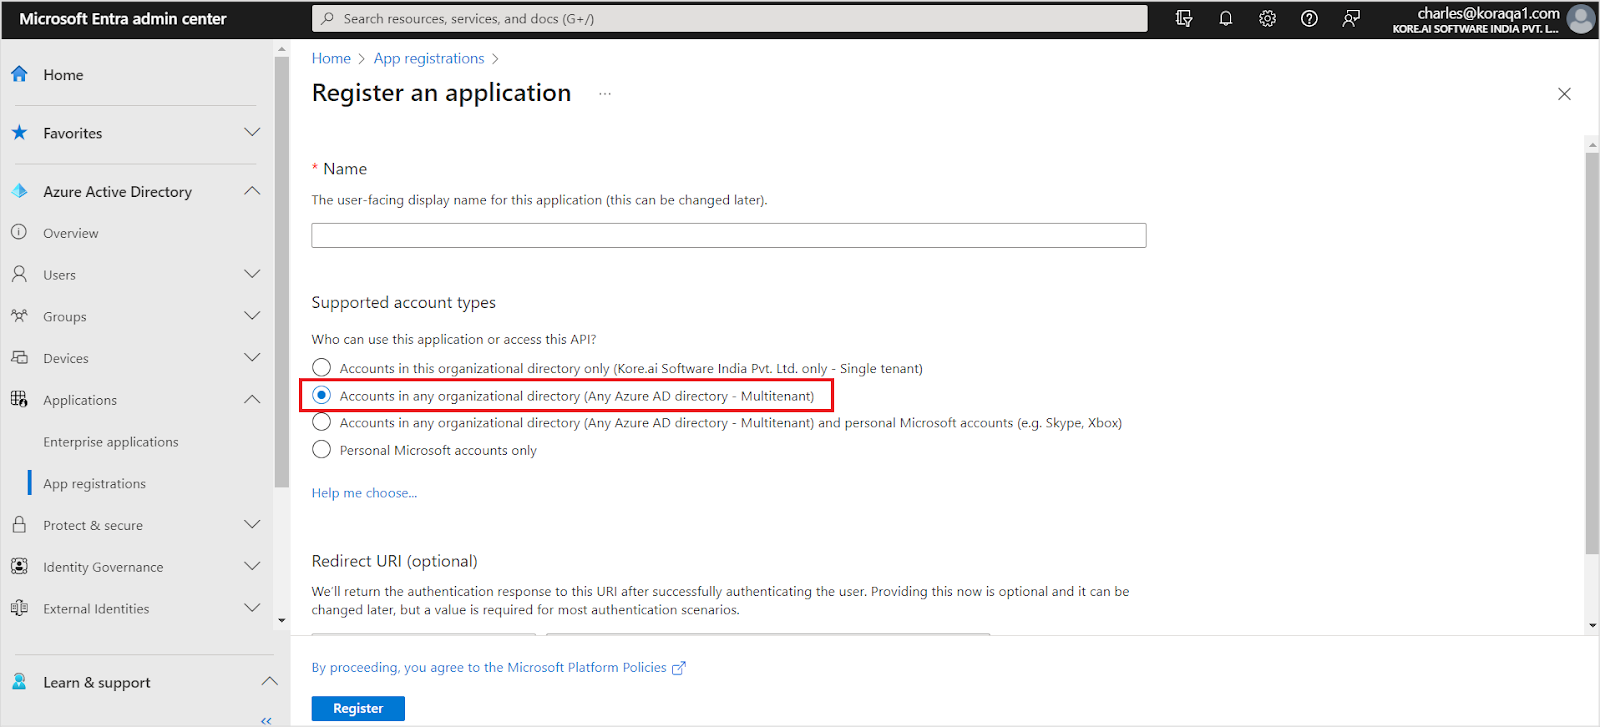 Microsoft Entra admin center
Search resources, services, and docs (G+/)
charles@koraqa1.com
KORE.AI SOFTWARE INDIA PVT. L...
Home
Favorites
Azure Active Directory
Overview
Users
Groups
Devices
Applications
Enterprise applications
App registrations
Protect & secure
Identity Governance
External Identities
Learn & support
«
Home > App registrations >
Register an application ...
* Name
The user-facing display name for this application (this can be changed later).
Supported account types
Who can use this application or access this API?
Accounts in this organizational directory only (Kore.ai Software India Pvt. Ltd. only - Single tenant)
Accounts in any organizational directory (Any Azure AD directory - Multitenant)
Accounts in any organizational directory (Any Azure AD directory - Multitenant) and personal Microsoft accounts (e.g. Skype, Xbox)
Personal Microsoft accounts only
Help me choose...
Redirect URI (optional)
We'll return the authentication response to this URI after successfully authenticating the user. Providing this now is optional and it can be
changed later, but a value is required for most authentication scenarios.
By proceeding, you agree to the Microsoft Platform Policies
Register